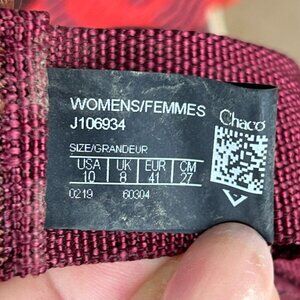 WOMENS/FEMMES
J106934
Chaco
SIZE/GRANDEUR
USA UK EUR CM
10 8 41 27
0219 60304